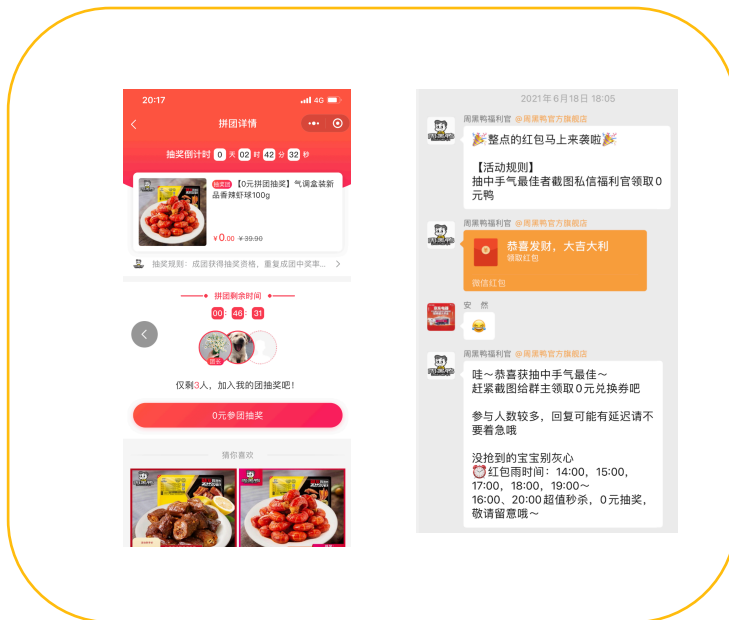 20:17
4G
拼团详情
抽奖倒计时 0 天 02 时 42 分 32 秒
抽奖团 【0元拼团抽奖】气调盒装新
品香辣虾球100g
¥0.00 ¥39.90
抽奖规则：成团获得抽奖资格，重复成团中奖率...
拼团剩余时间
00 : 46 : 31
团长
仅剩3人，加入我的团抽奖吧！
0元参团抽奖
猜你喜欢
周黑鸭
2021年6月18日 18:05
周黑鸭福利官 @周黑鸭官方旗舰店
🎉整点的红包马上来袭啦🎉
【活动规则】
抽中手气最佳者截图私信福利官领取0
元鸭
周黑鸭福利官 @周黑鸭官方旗舰店
恭喜发财，大吉大利
领取红包
微信红包
安 然
😂
周黑鸭福利官 @周黑鸭官方旗舰店
哇～恭喜获抽中手气最佳～
赶紧截图给群主领取0元兑换券吧
参与人数较多，回复可能有延迟请不
要着急哦
没抢到的宝宝别灰心
⏰红包雨时间：14:00，15:00，
17:00，18:00，19:00～
16:00、20:00超值秒杀，0元抽奖，
敬请留意哦～